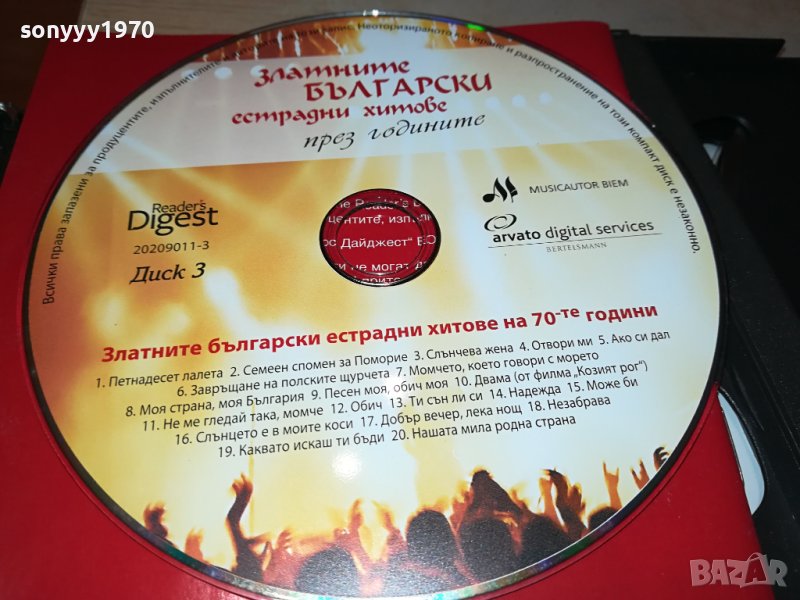 sonyyy1970
Всички права запазени за продуцентите, изпълнителите и Неоторизираното копиране и разпространение на този компакт диск е незаконно.
Златните
БЪЛГАРСКИ
естрадни хитове
през годините
Reader's
Digest
20209011-3
Диск 3
MUSICAUTOR BIEM
arvato digital services
BERTELSMANN
Златните български естрадни хитове на 70-те години
1. Петнадесет лалета 2. Семеен спомен за Поморие 3. Слънчева жена 4. Отвори ми 5. Ако си дал
6. Завръщане на полските щурчета 7. Момчето, което говори с морето
8. Моя страна, моя България 9. Песен моя, обич моя 10. Двама (от филма „Козият рог“)
11. Не ме гледай така, момче 12. Обич 13. Ти сън ли си 14. Надежда 15. Може би
16. Слънцето е в моите коси 17. Добър вечер, лека нощ 18. Незабрава
19. Каквато искаш ти бъди 20. Нашата мила родна страна
BAZAR